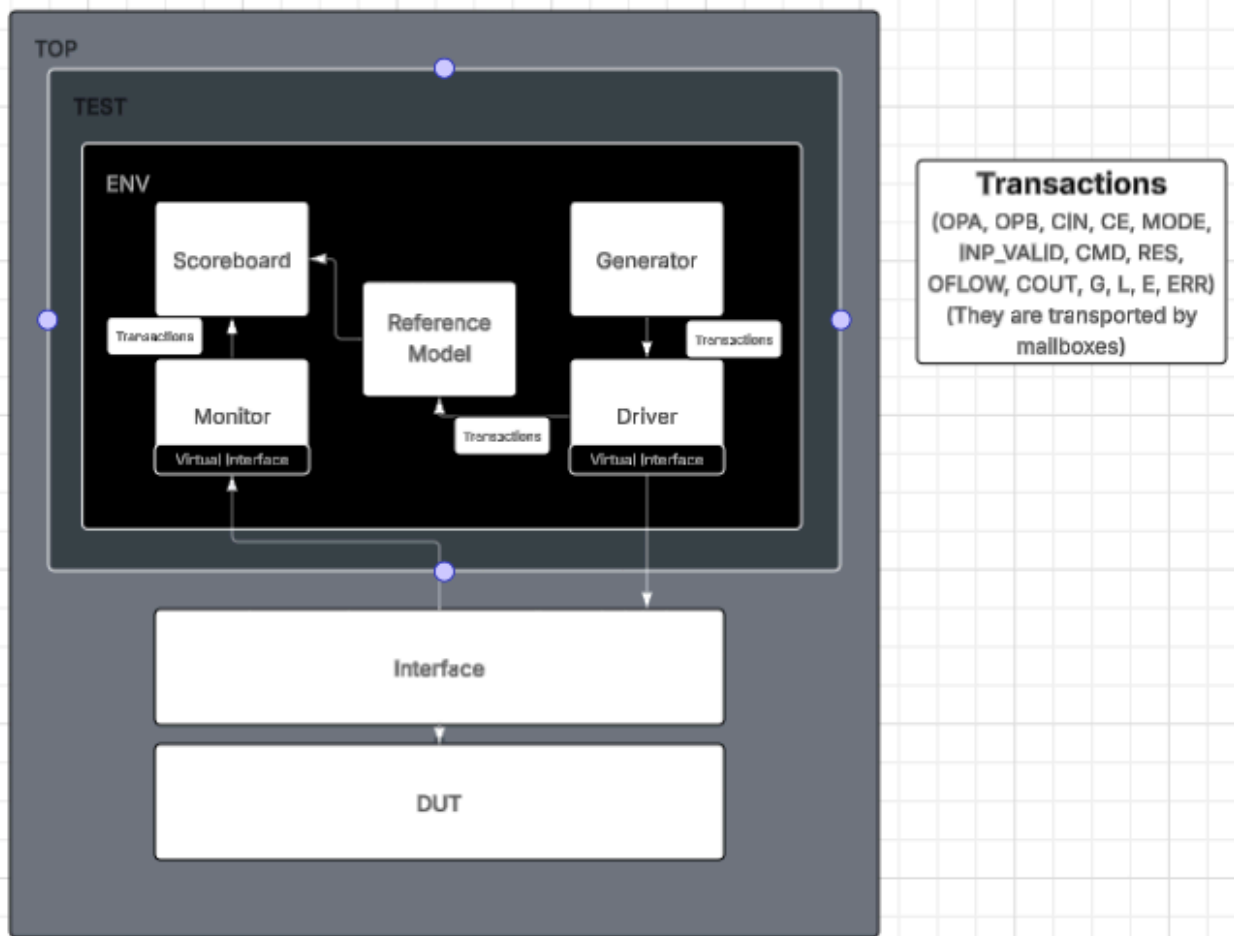 TOP
TEST
ENV
Scoreboard
Generator
Reference
Model
Transactions
Transactions
Monitor
Driver
Transactions
Virtual Interface
Virtual Interface
Interface
DUT
Transactions
(OPA, OPB, CIN, CE, MODE,
INP_VALID, CMD, RES,
OFLOW, COUT, G, L, E, ERR)
(They are transported by
mailboxes)